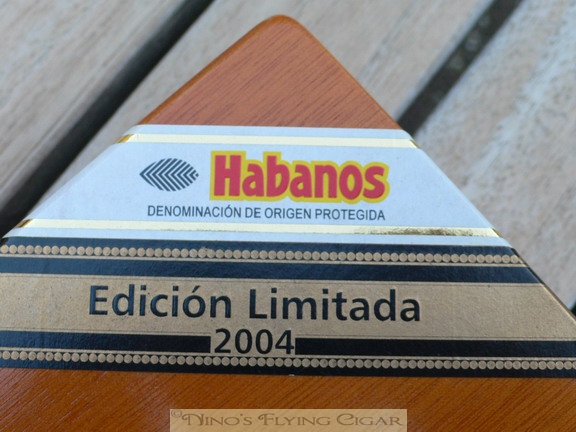 Habanos
DENOMINACIÓN DE ORIGEN PROTEGIDA
Edición Limitada
2004
©NINO'S FLYING CIGAR